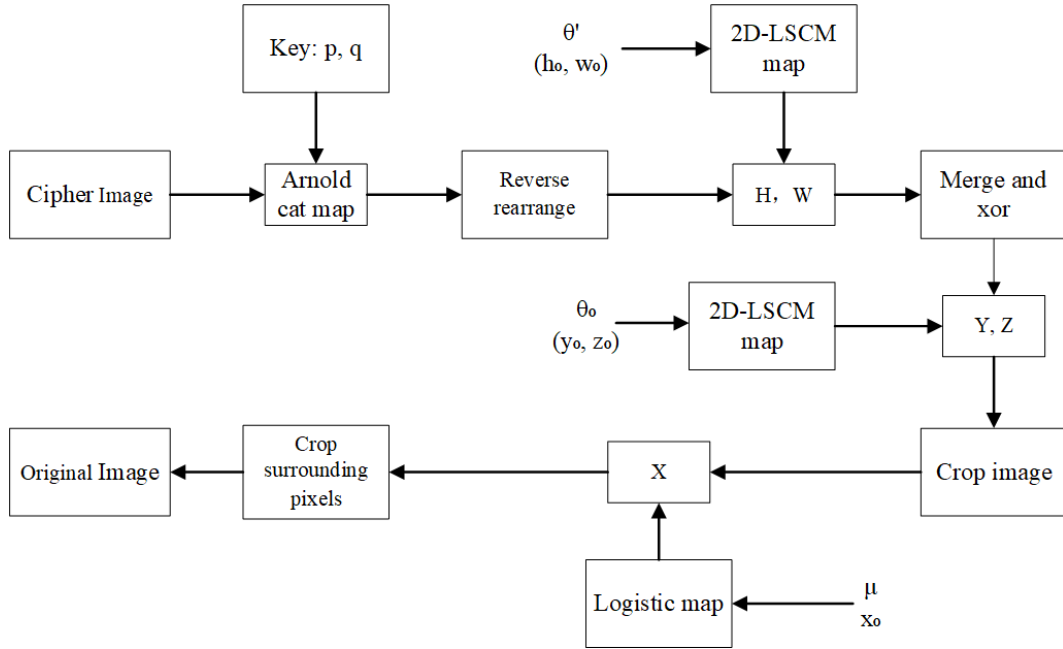 Key: p, q
θ'
(h₀, w₀)
2D-LSCM
map
Cipher Image
Arnold
cat map
Reverse
rearrange
H，W
Merge and
xor
θ₀
(y₀, z₀)
2D-LSCM
map
Y, Z
Original Image
Crop
surrounding
pixels
X
Crop image
Logistic map
μ
x₀